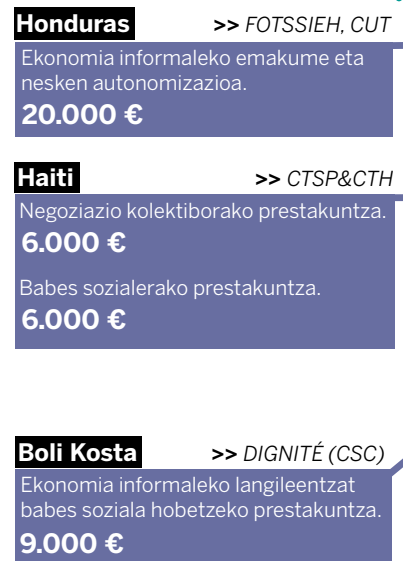 Honduras >> FOTSSIEH, CUT
Ekonomia informaleko emakume eta
nesken autonomizazioa.
20.000 €
Haiti >> CTSP&CTH
Negoziazio kolektiborako prestakuntza.
6.000 €
Babes sozialerako prestakuntza.
6.000 €
Boli Kosta >> DIGNITÉ (CSC)
Ekonomia informaleko langileentzat
babes soziala hobetzeko prestakuntza.
9.000 €